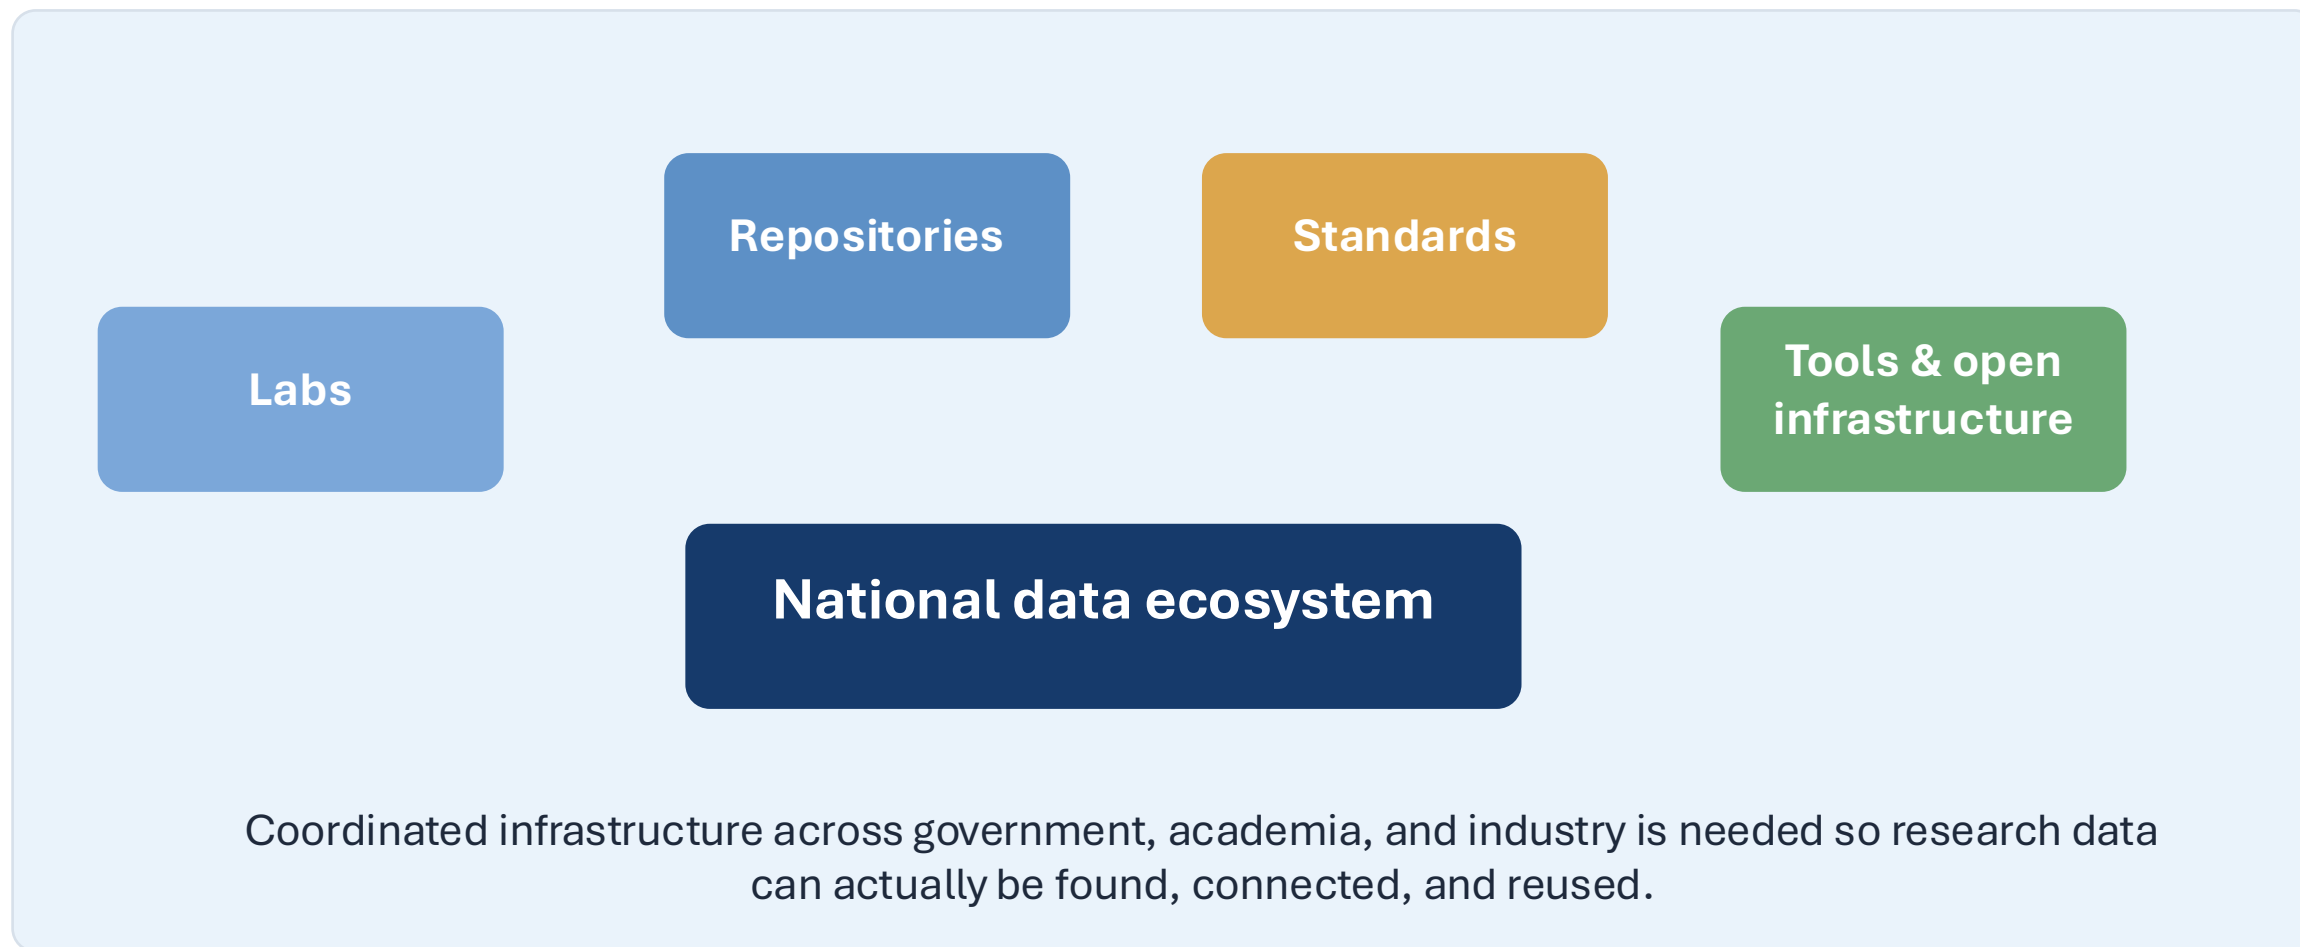 Repositories
Standards
Labs
Tools & open
infrastructure
National data ecosystem
Coordinated infrastructure across government, academia, and industry is needed so research data
can actually be found, connected, and reused.